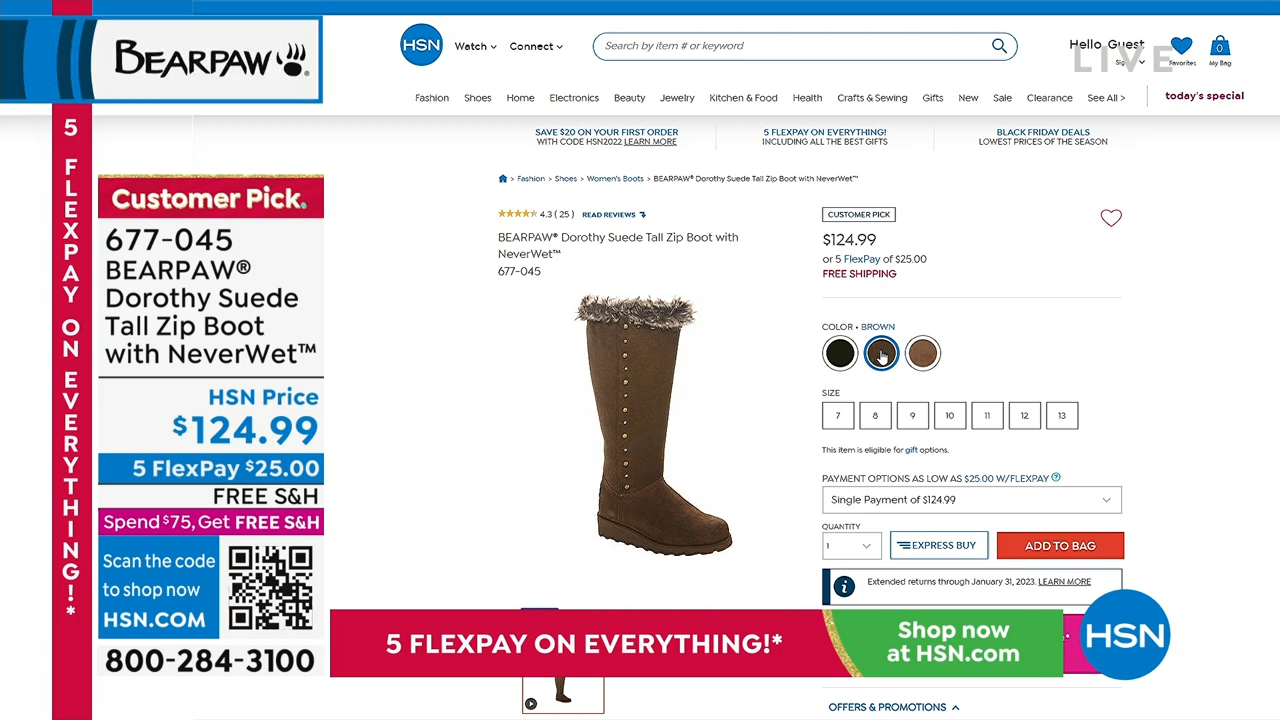 BEARPAW®
5 FLEXPAY ON EVERYTHING!*
Customer Pick.
677-045
BEARPAW®
Dorothy Suede
Tall Zip Boot
with NeverWet™
HSN Price
$124.99
5 FlexPay $25.00
FREE S&H
Spend $75, Get FREE S&H
Scan the code
to shop now
HSN.COM
800-284-3100
HSN
Watch
Connect
Search by item # or keyword
Hello, Guest
LIVE
Favorites
0
My Bag
Fashion Shoes Home Electronics Beauty Jewelry Kitchen & Food Health Crafts & Sewing Gifts New Sale Clearance See All > today's special
SAVE $20 ON YOUR FIRST ORDER
WITH CODE HSN2022 LEARN MORE
5 FLEXPAY ON EVERYTHING!
INCLUDING ALL THE BEST GIFTS
BLACK FRIDAY DEALS
LOWEST PRICES OF THE SEASON
> Fashion > Shoes > Women's Boots > BEARPAW® Dorothy Suede Tall Zip Boot with NeverWet™
4.3 ( 25 ) READ REVIEWS
BEARPAW® Dorothy Suede Tall Zip Boot with
NeverWet™
677-045
CUSTOMER PICK
$124.99
or 5 FlexPay of $25.00
FREE SHIPPING
COLOR • BROWN
SIZE
7 8 9 10 11 12 13
This item is eligible for gift options.
PAYMENT OPTIONS AS LOW AS $25.00 W/FLEXPAY ?
Single Payment of $124.99
QUANTITY
1
EXPRESS BUY
ADD TO BAG
i Extended returns through January 31, 2023. LEARN MORE
5 FLEXPAY ON EVERYTHING!*
Shop now
at HSN.com
HSN
OFFERS & PROMOTIONS